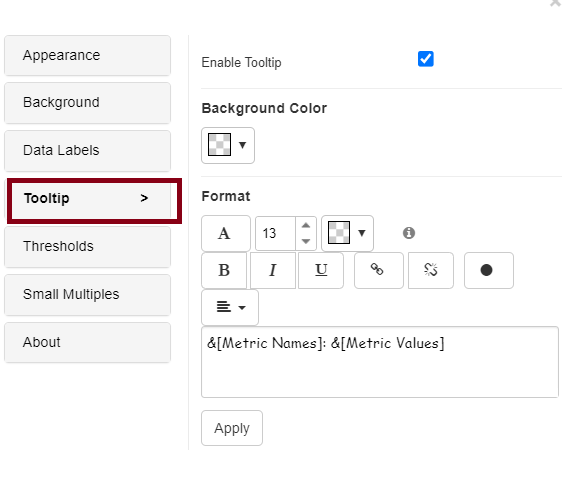 Appearance
Background
Data Labels
Tooltip >
Thresholds
Small Multiples
About
Enable Tooltip
Background Color
Format
A 13
B I U
&[Metric Names]: &[Metric Values]
Apply